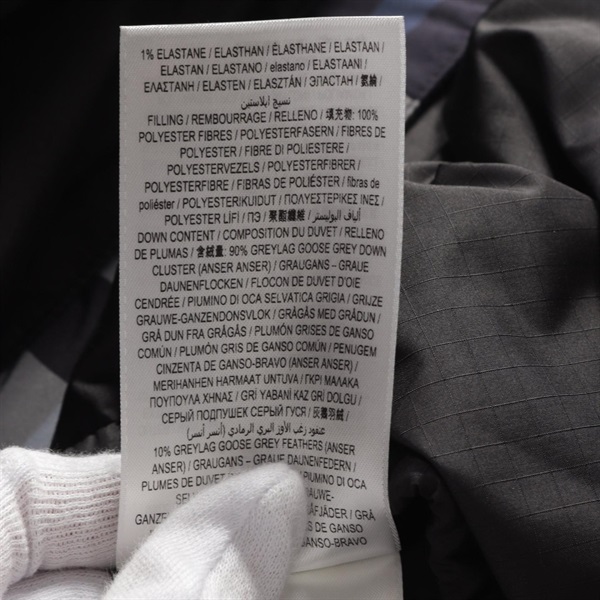 1% ELASTANE / ELASTHAN / ÉLASTHANE / ELASTAAN /
ELASTAN / ELASTANO / elastano / ELASTAANI /
ΕΛΑΣΤΑΝΗ / ELASTEN / ELASZTÁN / ЭПАСТАН / 氨綸 /
نسيج ايلاستين
FILLING / REMBOURRAGE / RELLENO / 填充物: 100%
POLYESTER FIBRES / POLYESTERFASERN / FIBRES DE
POLYESTER / FIBRE DI POLIESTERE /
POLYESTERVEZELS / POLYESTERFIBRER /
POLYESTERFIBRE / FIBRAS DE POLIÉSTER / fibras de
poliéster / POLYESTERIKUIDUT / ΠΟΛΥΕΣΤΕΡΙΚΕΣ ΙΝΕΣ /
POLYESTER LİFİ / ПЭ / 聚酯纖維 / ألياف البوليستر /
DOWN CONTENT / COMPOSITION DU DUVET / RELLENO
DE PLUMAS / 含絨量: 90% GREYLAG GOOSE GREY DOWN
CLUSTER (ANSER ANSER) / GRAUGANS – GRAUE
DAUNENFLOCKEN / FLOCON DE DUVET D'OIE
CENDRÉE / PIUMINO DI OCA SELVATICA GRIGIA / GRIJZE
GRAUWE-GANZENDONSVLOK / GRÅGÅS MED GRÅDUN /
GRÅ DUN FRA GRÅGÅS / PLUMÓN GRISES DE GANSO
COMÚN / PLUMÓN GRIS DE GANSO COMÚN / PENUGEM
CINZENTA DE GANSO-BRAVO (ANSER ANSER) /
MERIHANHEN HARMAAT UNTUVA / ΓΚΡΙ ΜΑΛΑΚΑ
ΠΟΥΠΟΥΛΑ ΧΗΝΑΣ / GRİ YABANİ KAZ GRİ DOLGU /
СЕРЫЙ ПОДПУШЕК СЕРЫЙ ГУСЯ / 灰雁羽絨 /
عنقود زغب الأوز البري الرمادي (أنسر أنسر)
10% GREYLAG GOOSE GREY FEATHERS (ANSER
ANSER) / GRAUGANS – GRAUE DAUNENFEDERN /
PLUMES DE DUVET PIUMINO DI OCA
GANZE / GRÅ
DE GANSO
GANSO-BRAVO